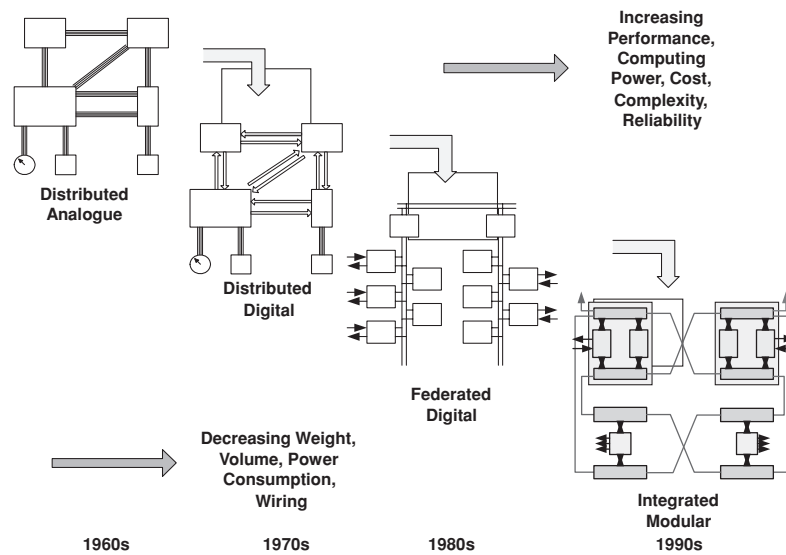 Increasing
Performance,
Computing
Power, Cost,
Complexity,
Reliability
Distributed
Analogue
Distributed
Digital
Federated
Digital
Decreasing Weight,
Volume, Power
Consumption,
Wiring
Integrated
Modular
1960s
1970s
1980s
1990s